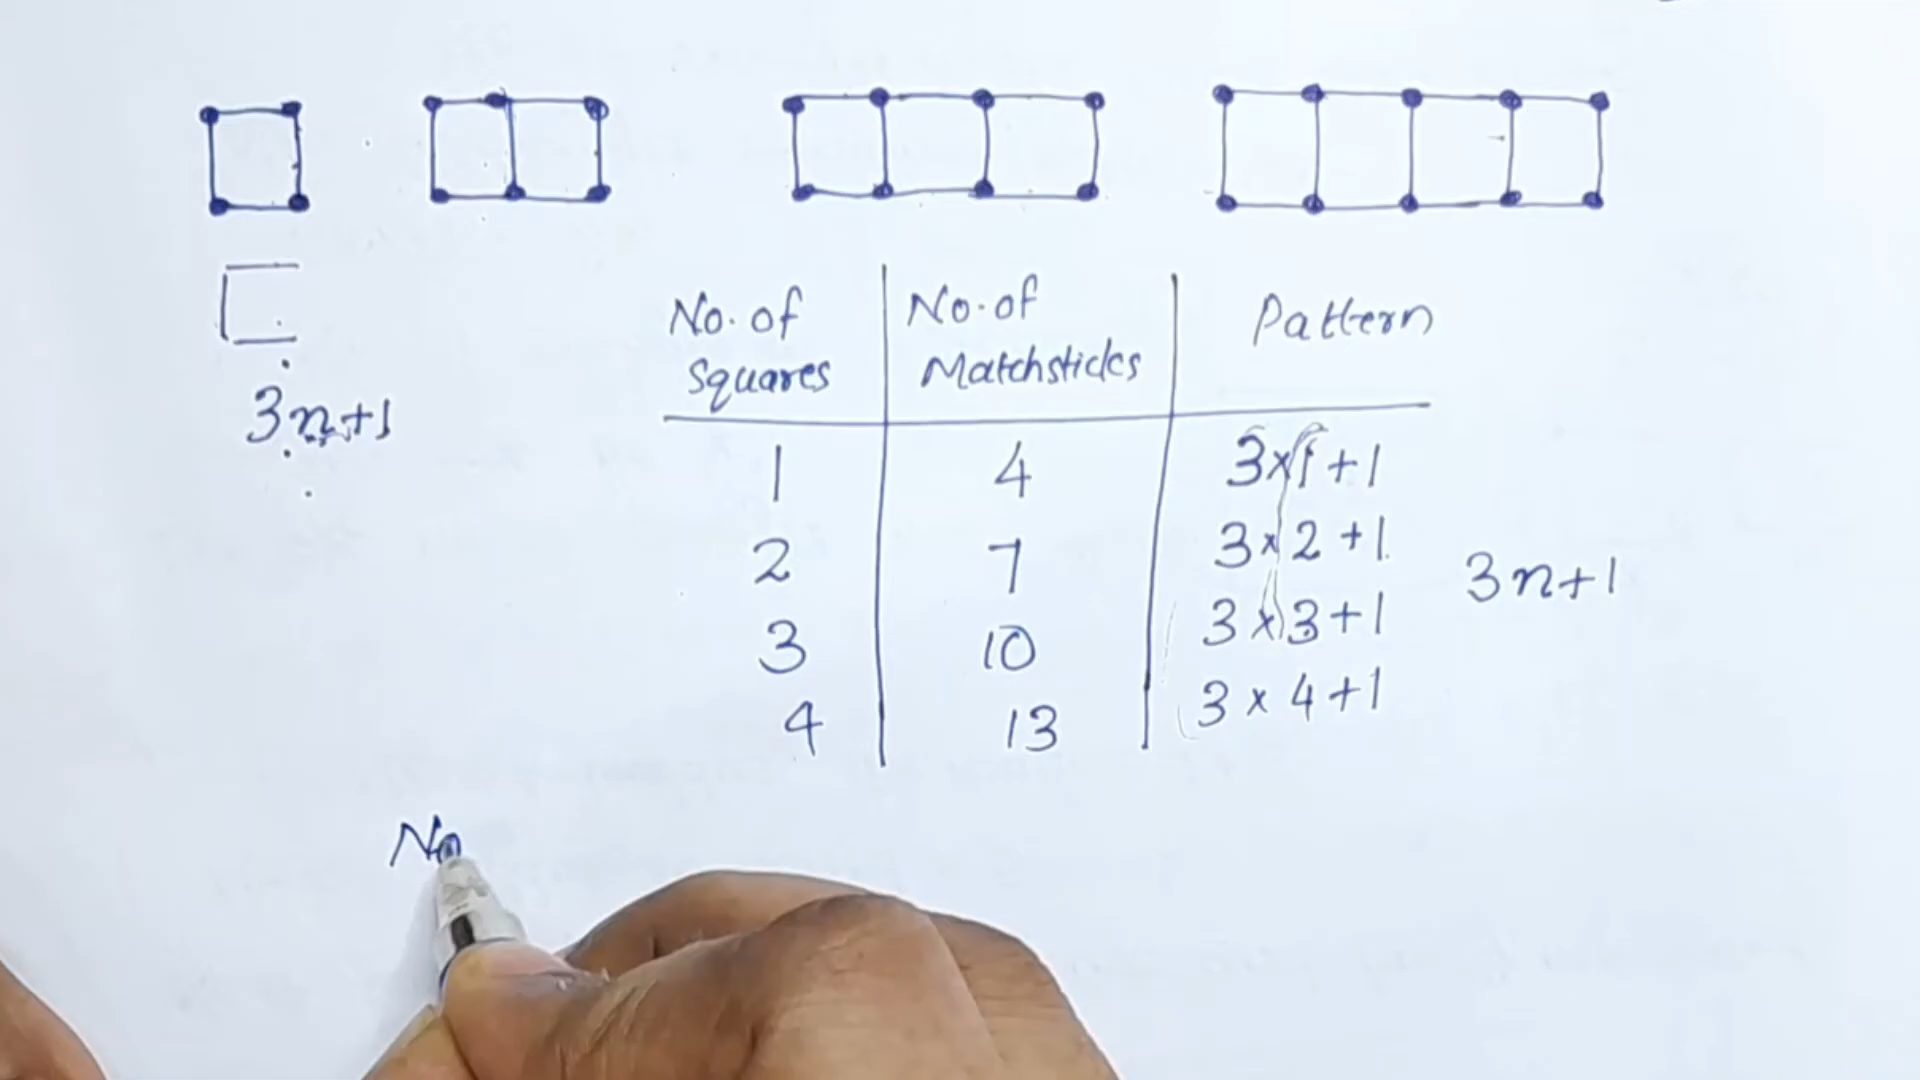 3n+1
No. of Squares | No. of Matchsticks | Pattern
1 | 4 | 3×1+1
2 | 7 | 3×2+1
3 | 10 | 3×3+1
4 | 13 | 3×4+1
3n+1
No